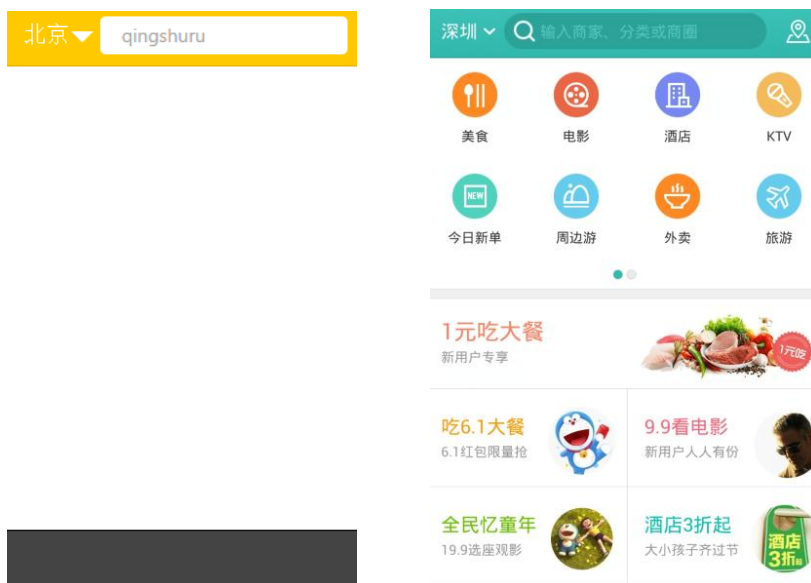 北京
qingshuru
深圳
输入商家、分类或商圈
美食
电影
酒店
KTV
NEW
今日新单
周边游
外卖
旅游
1元吃大餐
新用户专享
1元吃
吃6.1大餐
6.1红包限量抢
9.9看电影
新用户人人有份
全民忆童年
19.9选座观影
酒店3折起
大小孩子齐过节
酒店
3折